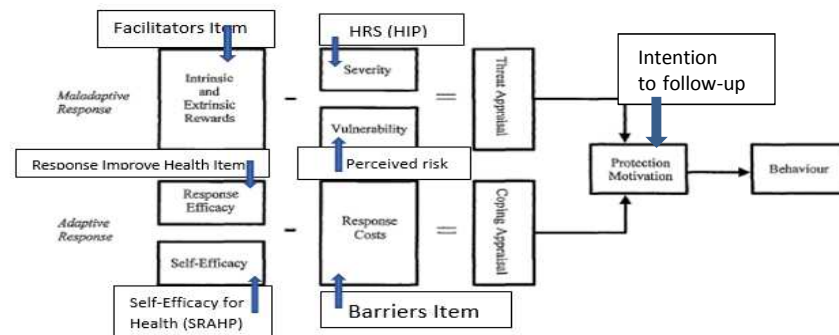 Facilitators Item
HRS (HIP)
Intrinsic
and
Extrinsic
Rewards
Severity
Threat Appraisal
Intention
to follow-up
Maladaptive
Response
-
=
Vulnerability
Response Improve Health Item
Perceived risk
Protection
Motivation
Behaviour
Response
Efficacy
Adaptive
Response
-
Response
Costs
=
Coping Appraisal
Self-Efficacy
Self-Efficacy for
Health (SRAHP)
Barriers Item